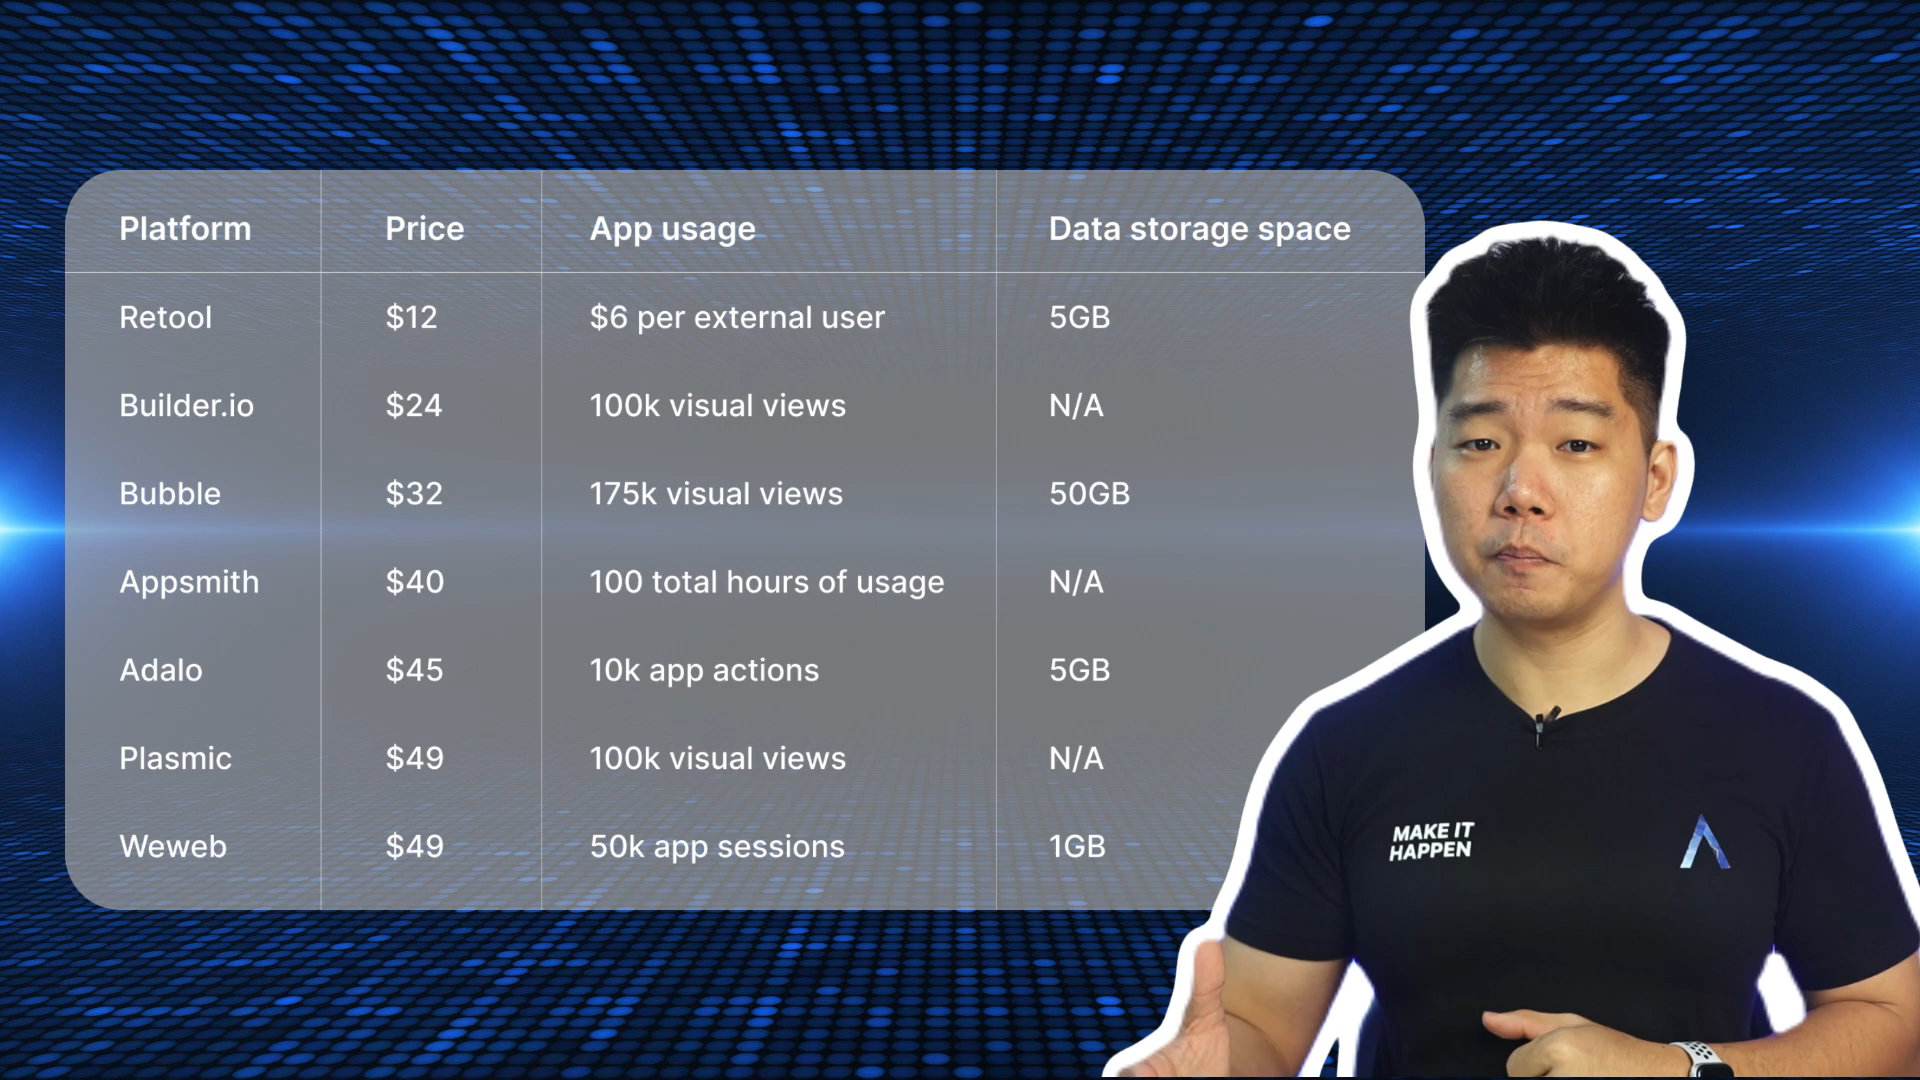 Platform Price App usage Data storage space
Retool $12 $6 per external user 5GB
Builder.io $24 100k visual views N/A
Bubble $32 175k visual views 50GB
Appsmith $40 100 total hours of usage N/A
Adalo $45 10k app actions 5GB
Plasmic $49 100k visual views N/A
Weweb $49 50k app sessions 1GB
MAKE IT
HAPPEN